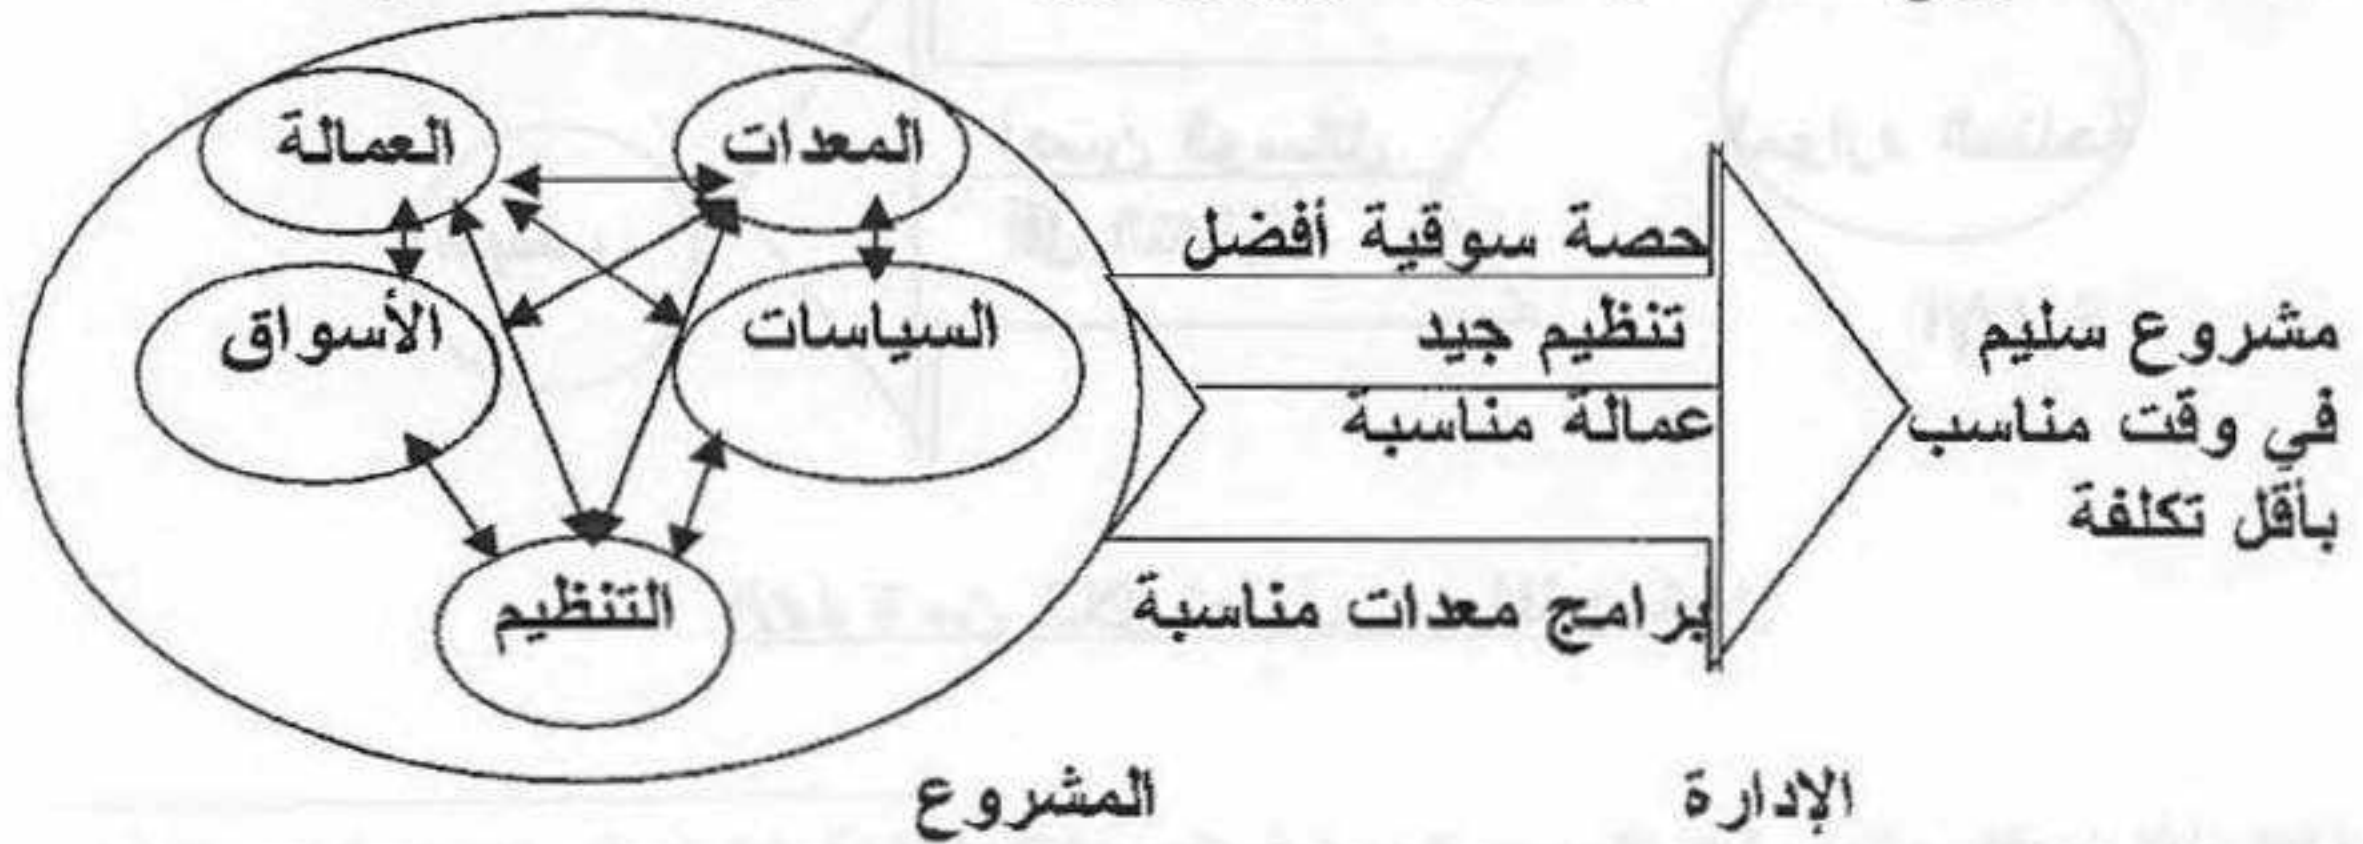 المعدات
العمالة
السياسات
الأسواق
التنظيم
حصة سوقية أفضل
تنظيم جيد
عمالة مناسبة
برامج معدات مناسبة
مشروع سليم
في وقت مناسب
بأقل تكلفة
الإدارة
المشروع